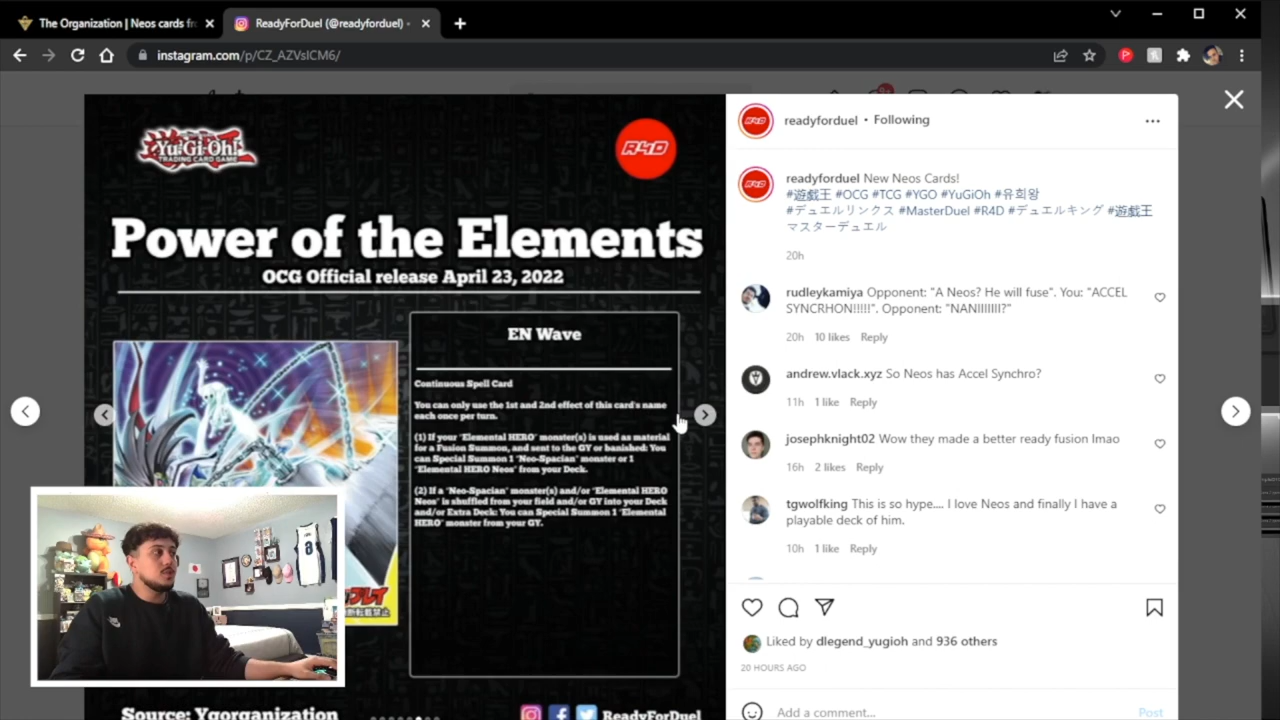 The Organization | Neos cards fr
ReadyForDuel (@readyforduel) •
instagram.com/p/CZ_AZVsICM6/
Yu-Gi-Oh!
TRADING CARD GAME
R4D
Power of the Elements
OCG Official release April 23, 2022
EN Wave
Continuous Spell Card
You can only use the 1st and 2nd effect of this card's name
each once per turn.
(1) If your "Elemental HERO" monster(s) is used as material
for a Fusion Summon, and sent to the GY or banished: You
can Special Summon 1 "Neo-Spacian" monster or 1
"Elemental HERO Neos" from your Deck.
(2) If a "Neo-Spacian" monster(s) and/or "Elemental HERO
Neos" is shuffled from your field and/or GY into your Deck
and/or Extra Deck: You can Special Summon 1 "Elemental
HERO" monster from your GY.
Source: Ygorganization
ReadyForDuel
readyforduel • Following
readyforduel New Neos Cards!
#遊戯王 #OCG #TCG #YGO #YuGiOh #유희왕
#デュエルリンクス #MasterDuel #R4D #デュエルキング #遊戯王
マスターデュエル
20h
rudleykamiya Opponent: "A Neos? He will fuse". You: "ACCEL
SYNCRHON!!!!!". Opponent: "NANIIIIIII?"
20h 10 likes Reply
andrew.vlack.xyz So Neos has Accel Synchro?
11h 1 like Reply
josephknight02 Wow they made a better ready fusion lmao
16h 2 likes Reply
tgwolfking This is so hype.... I love Neos and finally I have a
playable deck of him.
10h 1 like Reply
Liked by dlegend_yugioh and 936 others
20 HOURS AGO
Add a comment...
Post